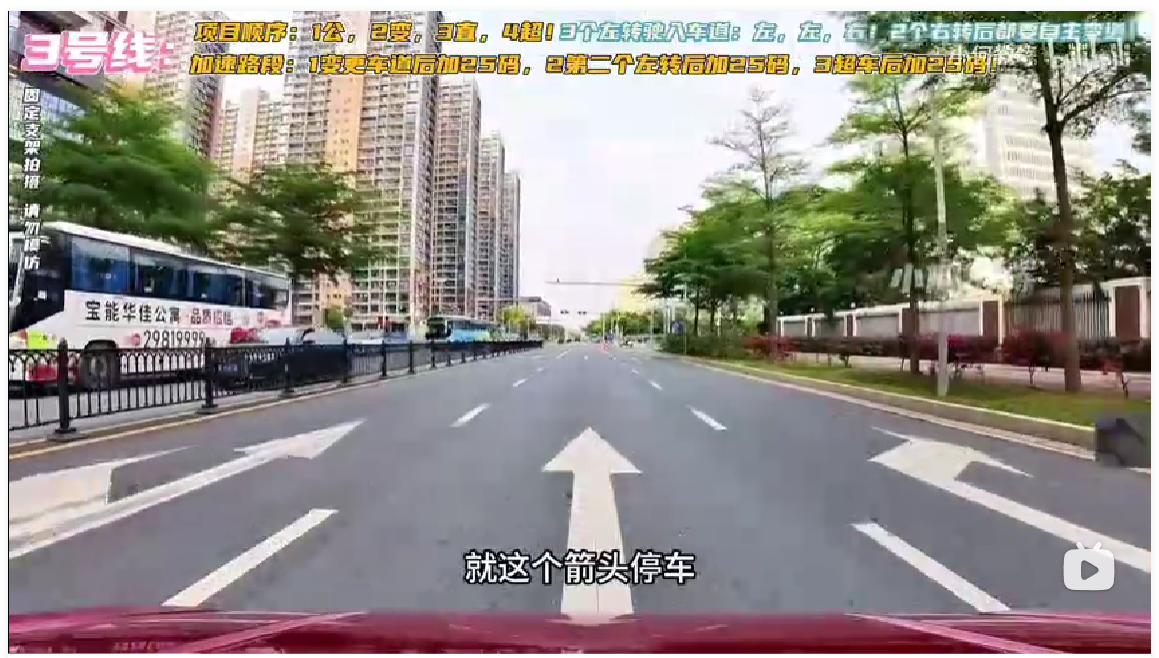 3号线:
项目顺序:1公,2变,3直,4超!3个左转驶入车道:左,左,右!2个右转后都要自主变道
加速路段:1变更车道后加25码,2第二个左转后加25码,3超车后加25码!
固定支架拍摄 请勿模仿
宝能华佳公寓·品质招租
29819999
就这个箭头停车